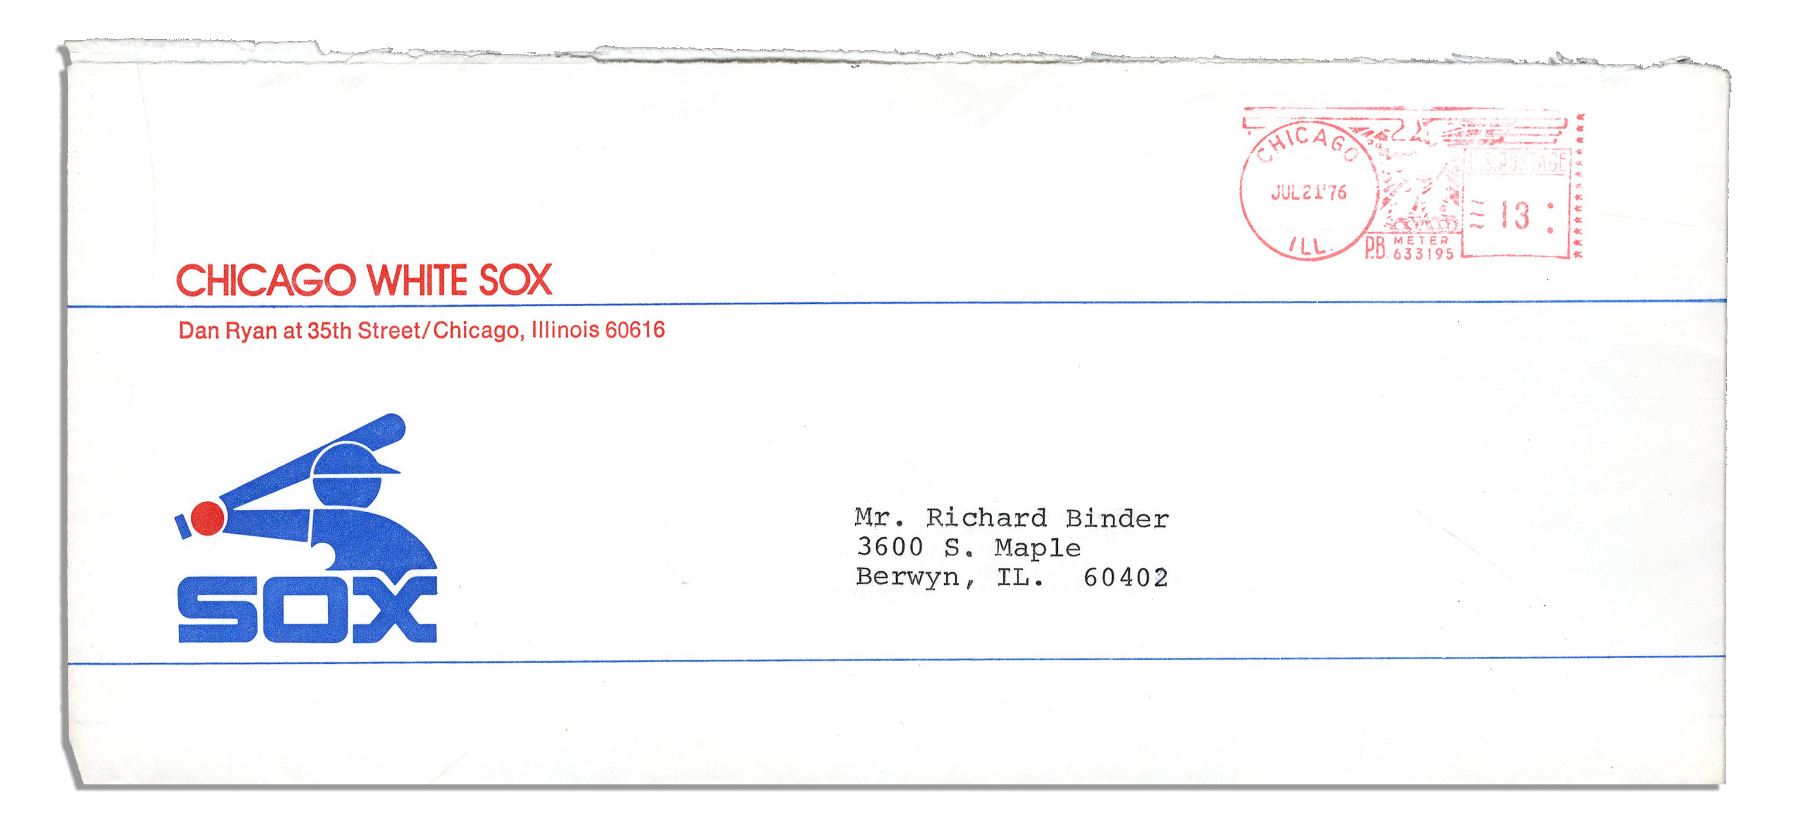 CHICAGO
ILL.
JUL 21 '76
P.B. METER
633195
U.S. POSTAGE
13
CHICAGO WHITE SOX
Dan Ryan at 35th Street/Chicago, Illinois 60616
SOX
Mr. Richard Binder
3600 S. Maple
Berwyn, IL. 60402